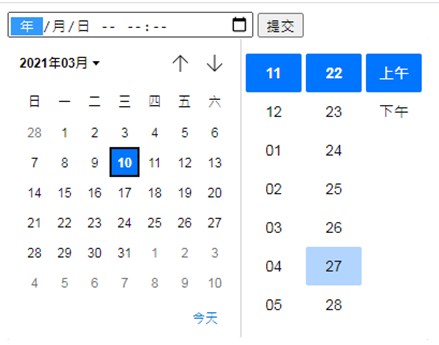 年/月/日 -- --:-- 提交
2021年03月
日 一 二 三 四 五 六
28 1 2 3 4 5 6
7 8 9 10 11 12 13
14 15 16 17 18 19 20
21 22 23 24 25 26 27
28 29 30 31 1 2 3
4 5 6 7 8 9 10
今天
11 22 上午
12 23 下午
01 24
02 25
03 26
04 27
05 28